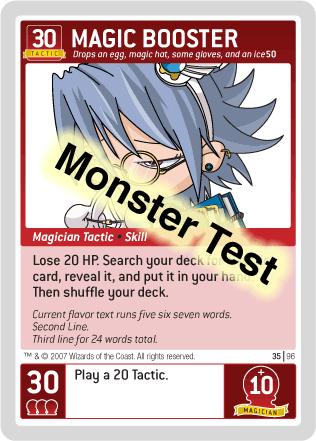 30
TACTIC
MAGIC BOOSTER
Drops an egg, magic hat, some gloves, and an ice50
Monster Test
Magician Tactic • Skill
Lose 20 HP. Search your deck for
card, reveal it, and put it in your hand.
Then shuffle your deck.
Current flavor text runs five six seven words.
Second Line.
Third line for 24 words total.
™ & © 2007 Wizards of the Coast. All rights reserved.
35 | 96
30
Play a 20 Tactic.
+
10
MAGICIAN